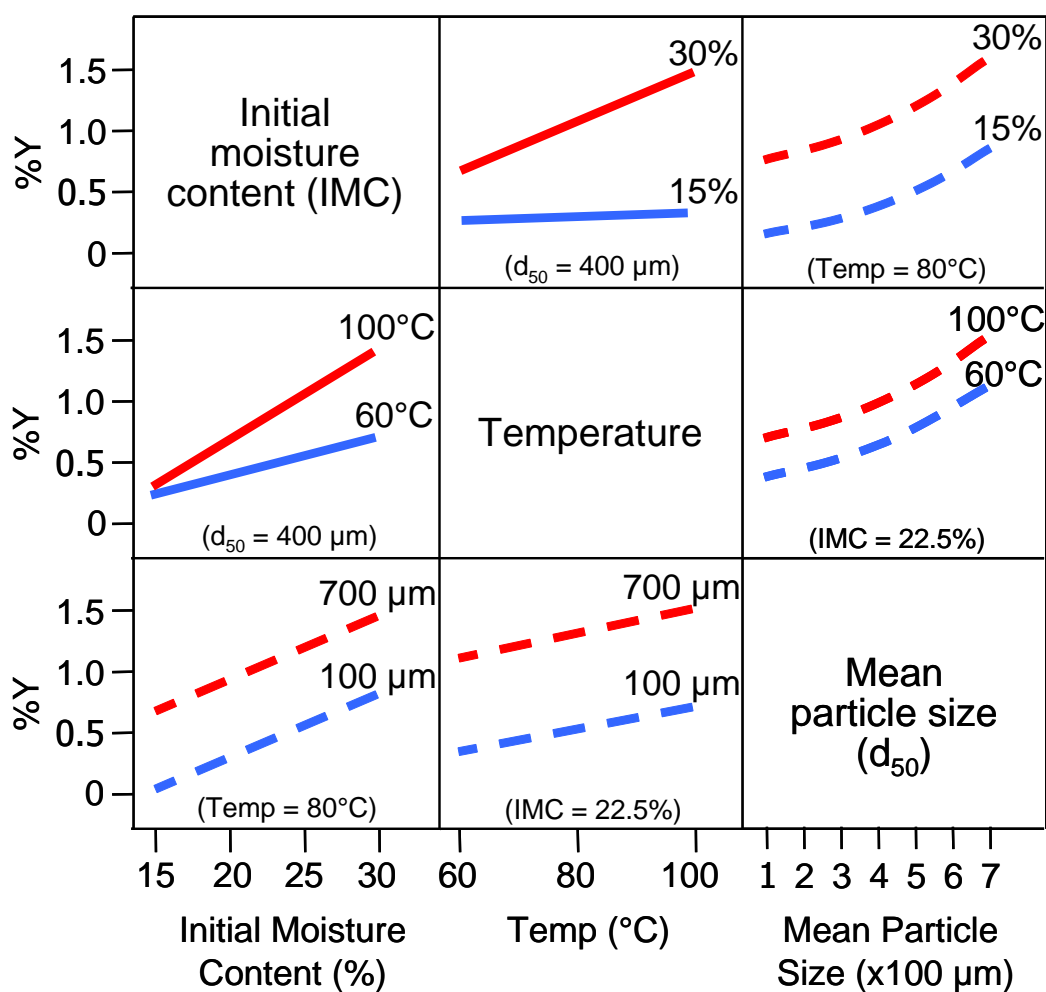 %Y
1.5
1.0
0.5
0
Initial
moisture
content (IMC)
30%
15%
(d50 = 400 µm)
30%
15%
(Temp = 80°C)
%Y
1.5
1.0
0.5
0
100°C
60°C
(d50 = 400 µm)
Temperature
100°C
60°C
(IMC = 22.5%)
%Y
1.5
1.0
0.5
0
700 µm
100 µm
(Temp = 80°C)
700 µm
100 µm
(IMC = 22.5%)
Mean
particle size
(d50)
15 20 25 30
60 80 100
1 2 3 4 5 6 7
Initial Moisture
Content (%)
Temp (°C)
Mean Particle
Size (x100 µm)